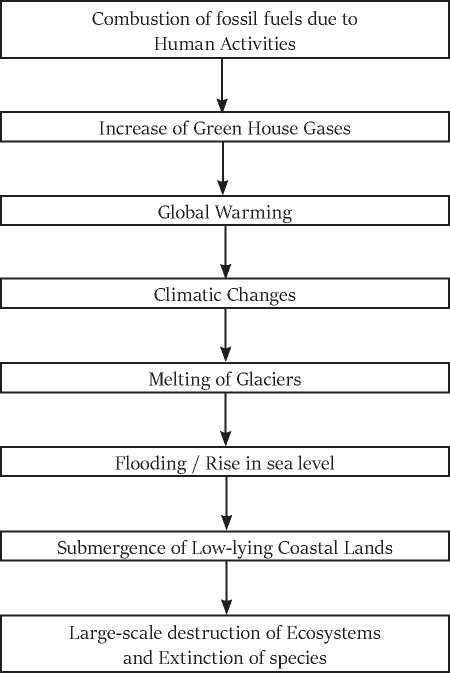 Combustion of fossil fuels due to
Human Activities
Increase of Green House Gases
Global Warming
Climatic Changes
Melting of Glaciers
Flooding / Rise in sea level
Submergence of Low-lying Coastal Lands
Large-scale destruction of Ecosystems
and Extinction of species